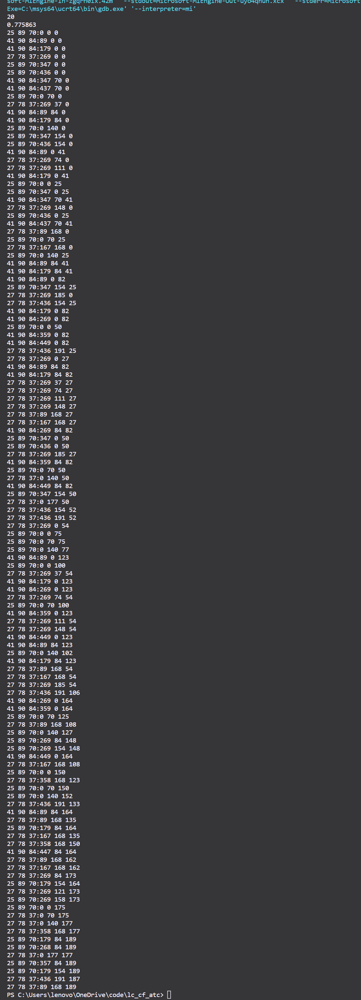 soft-MIEngine-In-zgqrh01x.42m' '--stdout=Microsoft-MIEngine-Out-uyo4qhuh.xcx' '--stderr=Microsoft
Exe=C:\msys64\ucrt64\bin\gdb.exe' '--interpreter=mi'
20
0.775863
25 89 70:0 0 0
41 90 84:89 0 0
41 90 84:179 0 0
27 78 37:269 0 0
25 89 70:347 0 0
25 89 70:436 0 0
41 90 84:347 70 0
41 90 84:437 70 0
25 89 70:0 70 0
27 78 37:269 37 0
41 90 84:89 84 0
41 90 84:179 84 0
25 89 70:0 140 0
25 89 70:347 154 0
25 89 70:436 154 0
41 90 84:89 0 41
27 78 37:269 74 0
27 78 37:269 111 0
41 90 84:179 0 41
25 89 70:0 0 25
25 89 70:347 0 25
41 90 84:347 70 41
27 78 37:269 148 0
25 89 70:436 0 25
41 90 84:437 70 41
27 78 37:89 168 0
25 89 70:0 70 25
27 78 37:167 168 0
25 89 70:0 140 25
41 90 84:89 84 41
41 90 84:179 84 41
41 90 84:89 0 82
25 89 70:347 154 25
27 78 37:269 185 0
27 78 37:436 154 25
41 90 84:179 0 82
41 90 84:269 0 82
25 89 70:0 0 50
41 90 84:359 0 82
41 90 84:449 0 82
27 78 37:436 191 25
27 78 37:269 0 27
41 90 84:89 84 82
41 90 84:179 84 82
27 78 37:269 37 27
27 78 37:269 74 27
27 78 37:269 111 27
27 78 37:269 148 27
27 78 37:89 168 27
27 78 37:167 168 27
41 90 84:269 84 82
25 89 70:347 0 50
25 89 70:436 0 50
27 78 37:269 185 27
41 90 84:359 84 82
25 89 70:0 70 50
27 78 37:0 140 50
41 90 84:449 84 82
25 89 70:347 154 50
27 78 37:0 177 50
27 78 37:436 154 52
27 78 37:436 191 52
27 78 37:269 0 54
25 89 70:0 0 75
25 89 70:0 70 75
25 89 70:0 140 77
41 90 84:89 0 123
25 89 70:0 0 100
27 78 37:269 37 54
41 90 84:179 0 123
41 90 84:269 0 123
27 78 37:269 74 54
25 89 70:0 70 100
41 90 84:359 0 123
27 78 37:269 111 54
27 78 37:269 148 54
41 90 84:449 0 123
41 90 84:89 84 123
25 89 70:0 140 102
41 90 84:179 84 123
27 78 37:89 168 54
27 78 37:167 168 54
27 78 37:269 185 54
27 78 37:436 191 106
41 90 84:269 0 164
41 90 84:359 0 164
25 89 70:0 70 125
27 78 37:89 168 108
25 89 70:0 140 127
25 89 70:269 84 148
25 89 70:269 154 148
41 90 84:449 0 164
27 78 37:167 168 108
25 89 70:0 0 150
27 78 37:358 168 123
25 89 70:0 70 150
25 89 70:0 140 152
27 78 37:436 191 133
41 90 84:89 84 164
27 78 37:89 168 135
25 89 70:179 84 164
27 78 37:167 168 135
27 78 37:358 168 150
41 90 84:447 84 164
27 78 37:89 168 162
27 78 37:167 168 162
27 78 37:269 84 173
25 89 70:179 154 164
27 78 37:269 121 173
25 89 70:269 158 173
25 89 70:0 0 175
27 78 37:0 70 175
27 78 37:0 140 177
27 78 37:358 168 177
25 89 70:179 84 189
25 89 70:268 84 189
27 78 37:0 177 177
25 89 70:357 84 189
25 89 70:179 154 189
27 78 37:436 191 187
27 78 37:89 168 189
PS C:\Users\lenovo\OneDrive\code\lc_cf_atc>